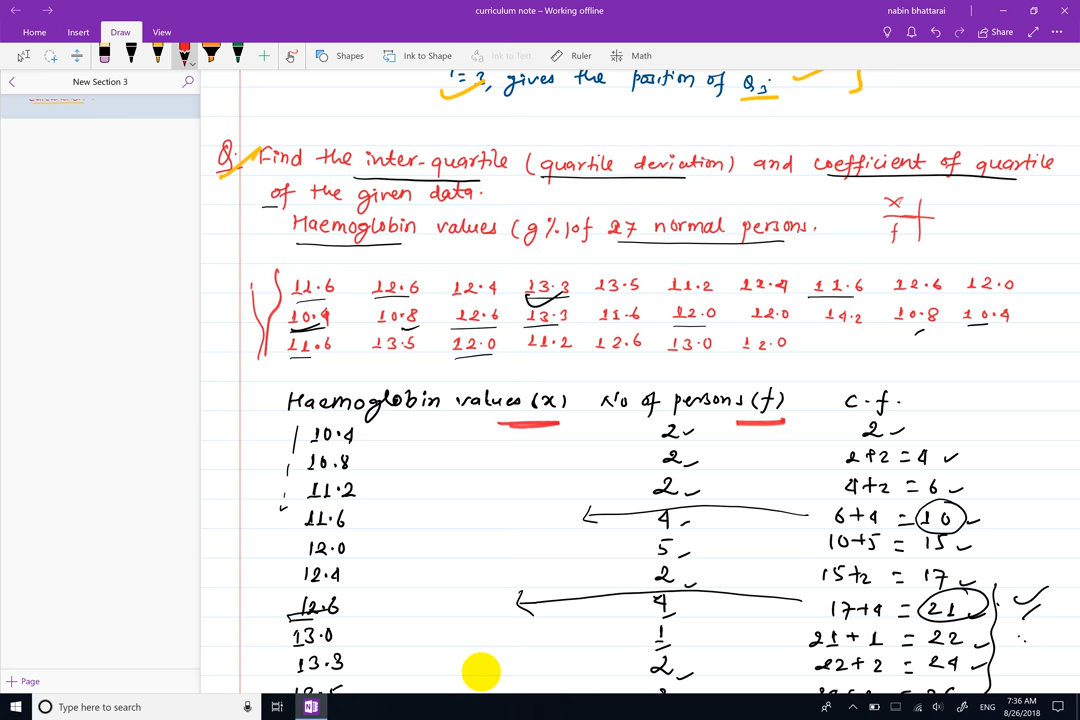 curriculum note - Working offline
nabin bhattarai
Home Insert Draw View
Share
Shapes Ink to Shape Ink to Text Ruler Math
New Section 3
gives the position of Q3.
Q. Find the inter-quartile (quartile deviation) and coefficient of quartile
of the given data.
Haemoglobin values (g%) of 27 normal persons.
x
f
11.6 12.6 12.4 13.3 13.5 11.2 12.4 11.6 12.6 12.0
10.4 10.8 12.6 13.3 11.6 12.0 12.0 14.2 10.8 10.4
11.6 13.5 12.0 11.2 12.6 13.0 12.0
Haemoglobin values (x) No of persons (f) c.f.
10.4 2 2
10.8 2 2+2 = 4
11.2 2 4+2 = 6
11.6 4 6+4 = 10
12.0 5 10+5 = 15
12.4 2 15+2 = 17
12.6 4 17+4 = 21
13.0 1 21+1 = 22
13.3 2 22+2 = 24
Page
Type here to search
ENG
7:36 AM
8/26/2018